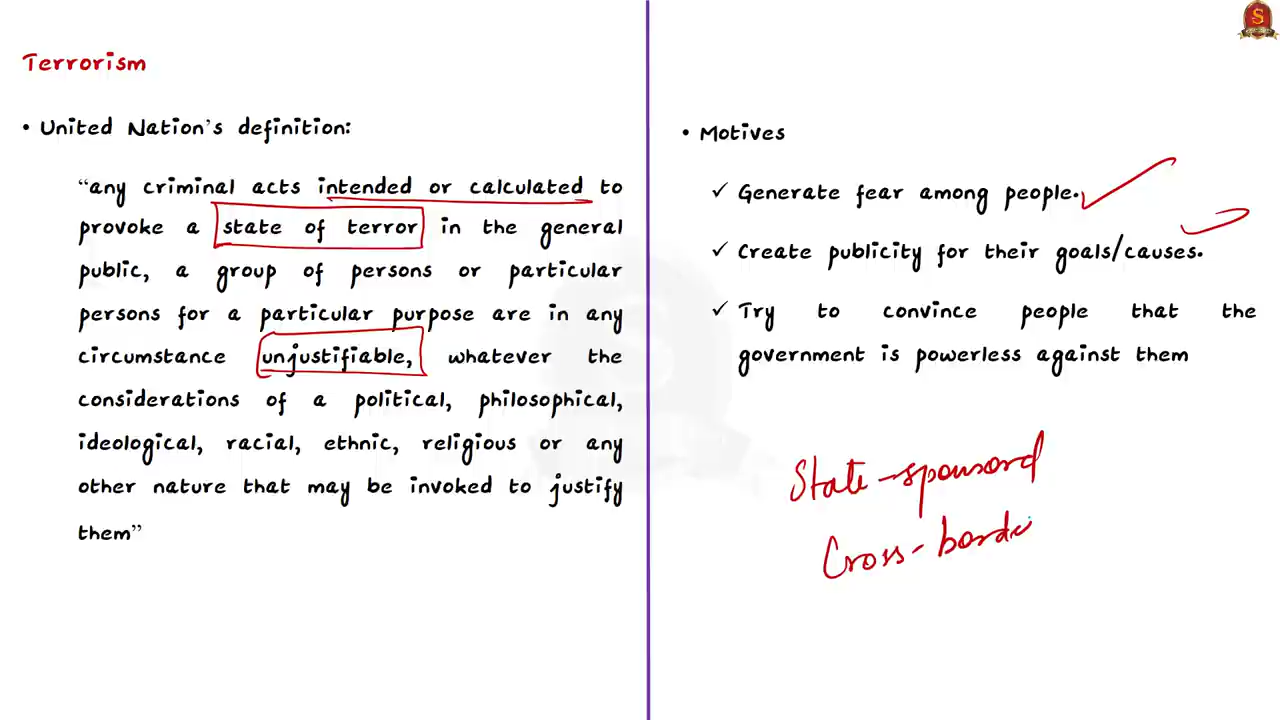 Terrorism
• United Nation's definition:
“any criminal acts intended or calculated to
provoke a state of terror in the general
public, a group of persons or particular
persons for a particular purpose are in any
circumstance unjustifiable, whatever the
considerations of a political, philosophical,
ideological, racial, ethnic, religious or any
other nature that may be invoked to justify
them”
• Motives
✓ Generate fear among people.
✓ Create publicity for their goals/causes.
✓ Try to convince people that the
government is powerless against them
State-sponsord
Cross-borde